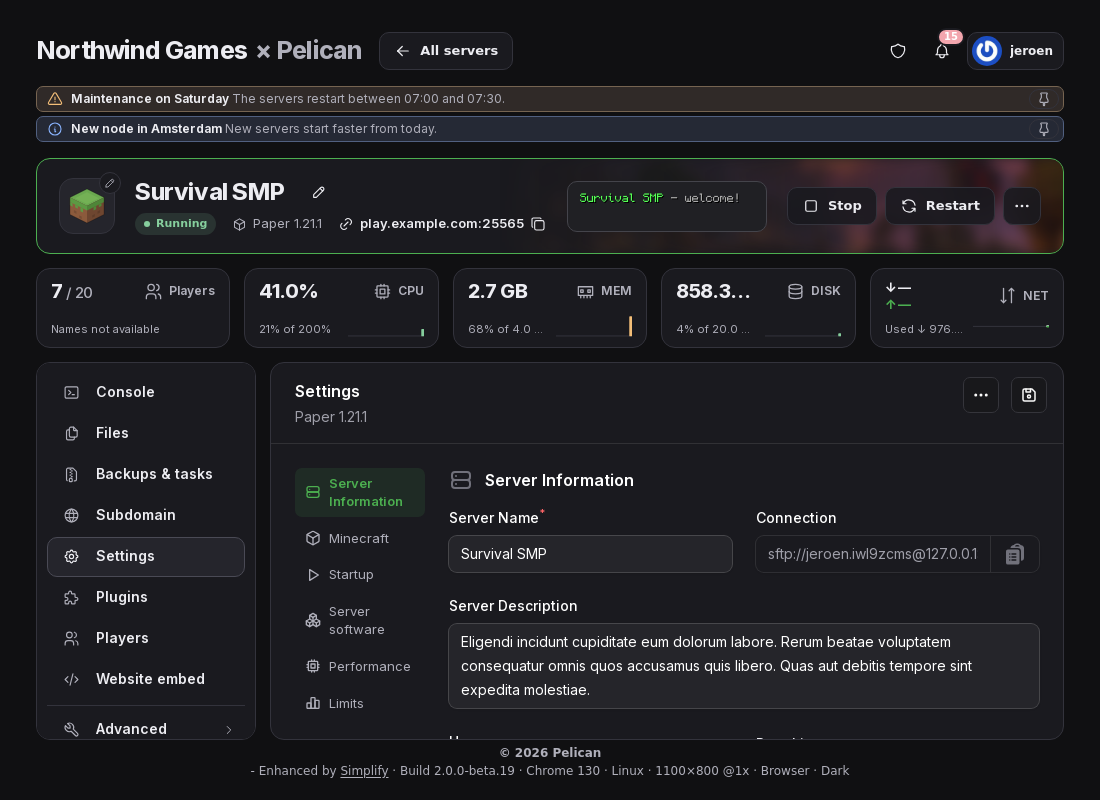 Northwind Games × Pelican
All servers
15
jeroen
Maintenance on Saturday The servers restart between 07:00 and 07:30.
New node in Amsterdam New servers start faster from today.
Survival SMP
Running
Paper 1.21.1
play.example.com:25565
Survival SMP – welcome!
Stop
Restart
7 / 20
Players
Names not available
41.0%
CPU
21% of 200%
2.7 GB
MEM
68% of 4.0 ...
858.3...
DISK
4% of 20.0 ...
↓—
↑—
NET
Used ↓ 976....
Console
Files
Backups & tasks
Subdomain
Settings
Plugins
Players
Website embed
Advanced
Settings
Paper 1.21.1
Server
Information
Minecraft
Startup
Server
software
Performance
Limits
Server Information
Server Name*
Survival SMP
Connection
sftp://jeroen.iwl9zcms@127.0.0.1
Server Description
Eligendi incidunt cupiditate eum dolorum labore. Rerum beatae voluptatem
consequatur omnis quos accusamus quis libero. Quas aut debitis tempore sint
expedita molestiae.
© 2026 Pelican
- Enhanced by Simplify · Build 2.0.0-beta.19 · Chrome 130 · Linux · 1100×800 @1x · Browser · Dark